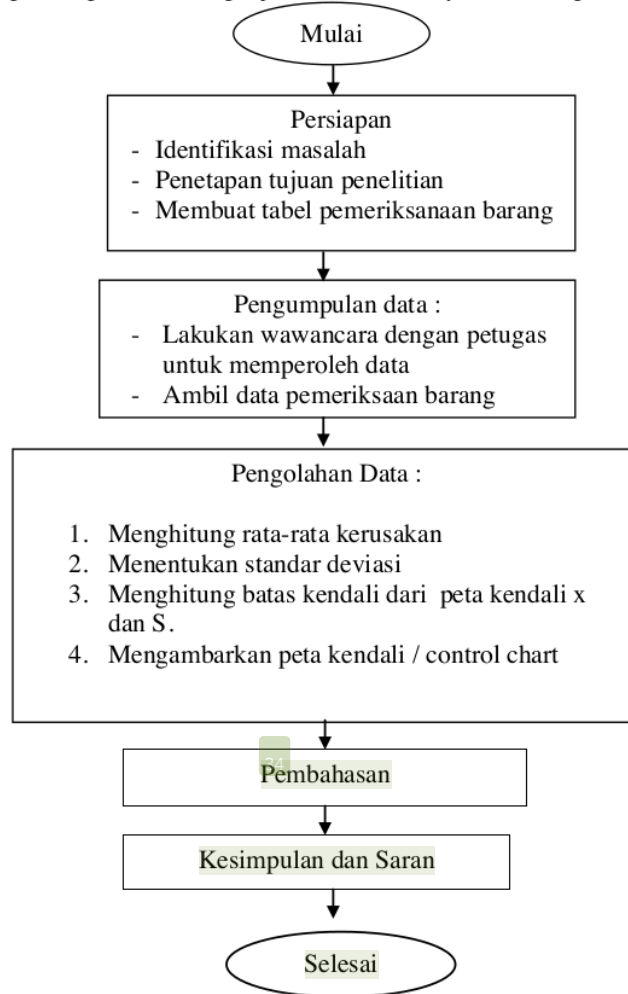 Mulai
Persiapan
- Identifikasi masalah
- Penetapan tujuan penelitian
- Membuat tabel pemeriksanaan barang
Pengumpulan data :
- Lakukan wawancara dengan petugas
untuk memperoleh data
- Ambil data pemeriksaan barang
Pengolahan Data :
1. Menghitung rata-rata kerusakan
2. Menentukan standar deviasi
3. Menghitung batas kendali dari peta kendali x
dan S.
4. Mengambarkan peta kendali / control chart
34
Pembahasan
Kesimpulan dan Saran
Selesai